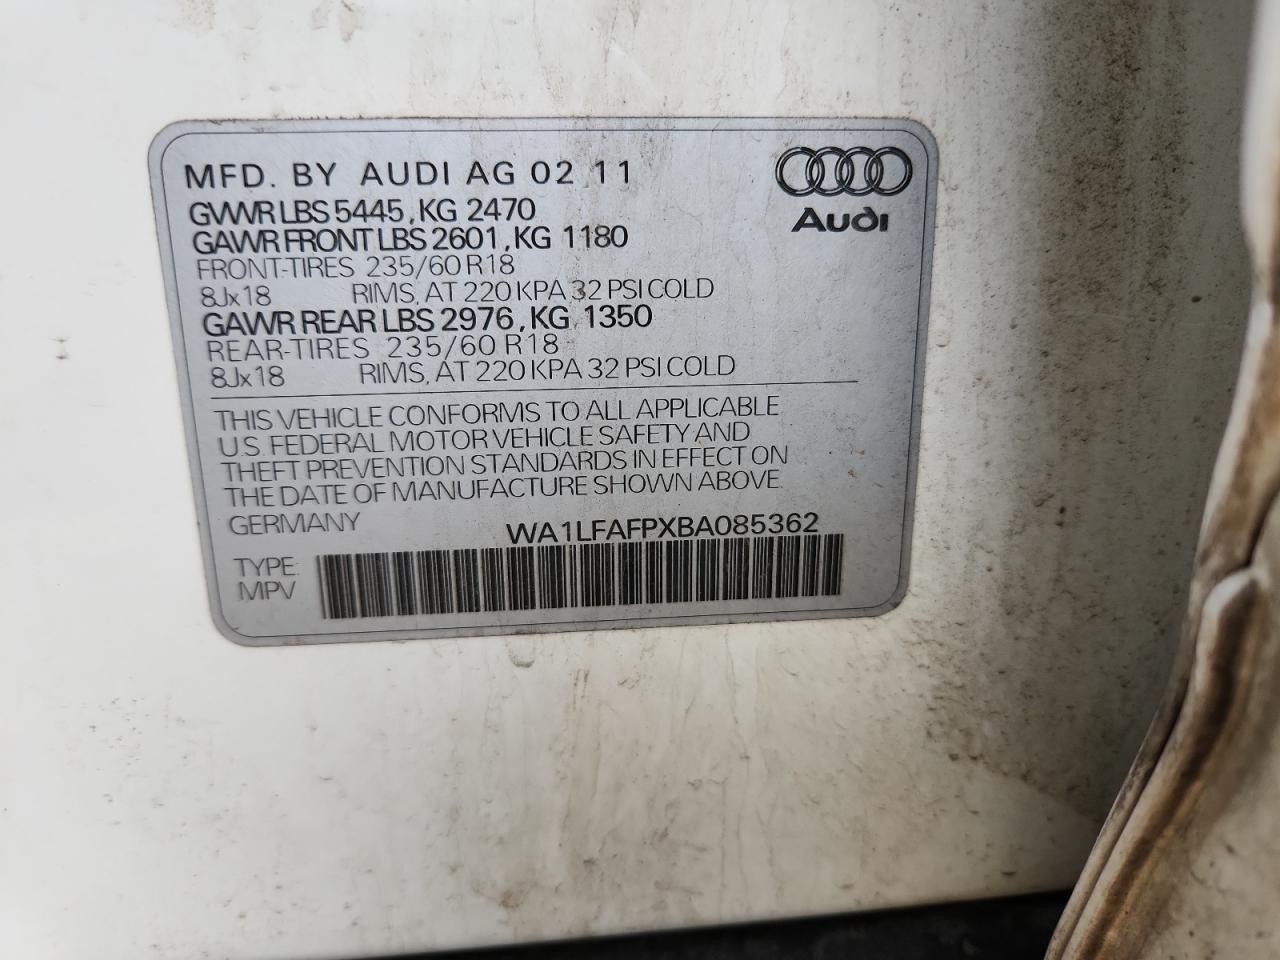 MFD. BY AUDI AG 02 11
Audi
GVWR LBS 5445, KG 2470
GAWR FRONT LBS 2601, KG 1180
FRONT-TIRES 235/60 R18
8Jx18 RIMS, AT 220 KPA 32 PSI COLD
GAWR REAR LBS 2976, KG 1350
REAR-TIRES 235/60 R18
8Jx18 RIMS, AT 220 KPA 32 PSI COLD
THIS VEHICLE CONFORMS TO ALL APPLICABLE
U.S. FEDERAL MOTOR VEHICLE SAFETY AND
THEFT PREVENTION STANDARDS IN EFFECT ON
THE DATE OF MANUFACTURE SHOWN ABOVE.
GERMANY WA1LFAFPXBA085362
TYPE:
MPV